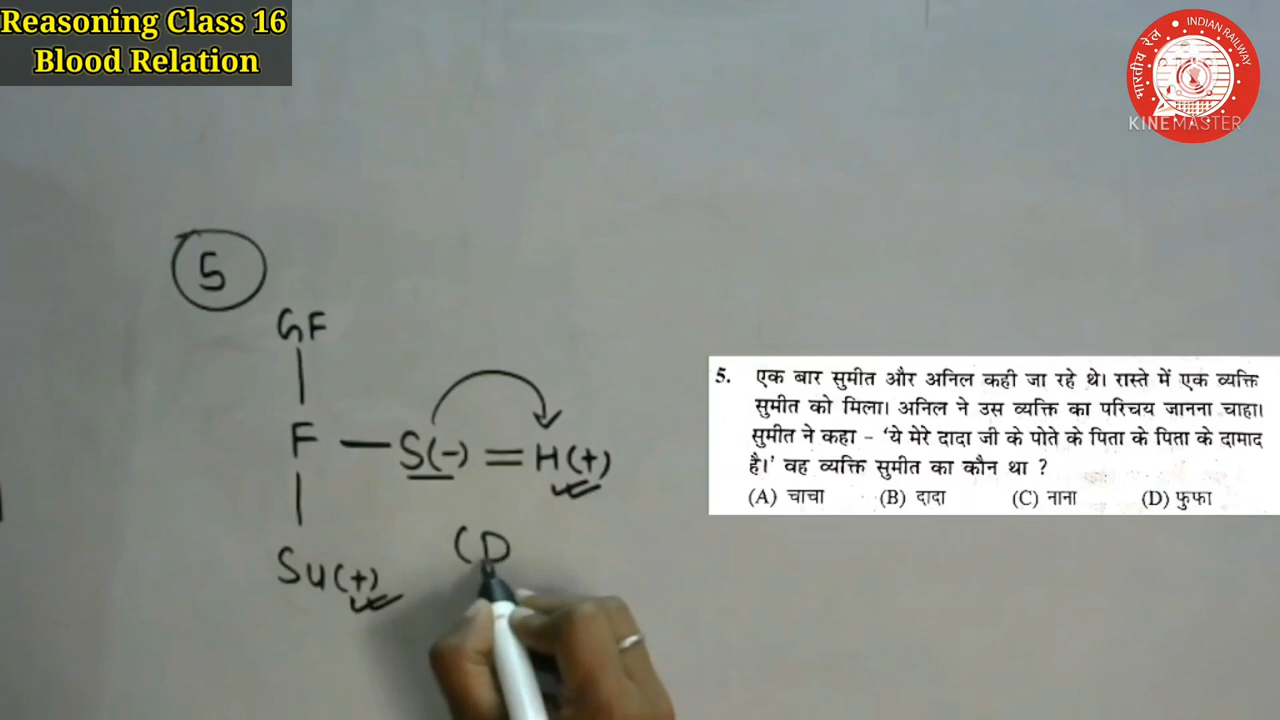 Reasoning Class 16
Blood Relation
भारतीय रेल
INDIAN RAILWAY
KINEMASTER
5
GF
F — S(-) = H(+)
Su(+)
(D
5. एक बार सुमीत और अनिल कही जा रहे थे। रास्ते में एक व्यक्ति
सुमीत को मिला। अनिल ने उस व्यक्ति का परिचय जानना चाहा।
सुमीत ने कहा – 'ये मेरे दादा जी के पोते के पिता के पिता के दामाद
है।' वह व्यक्ति सुमीत का कौन था ?
(A) चाचा (B) दादा (C) नाना (D) फुफा